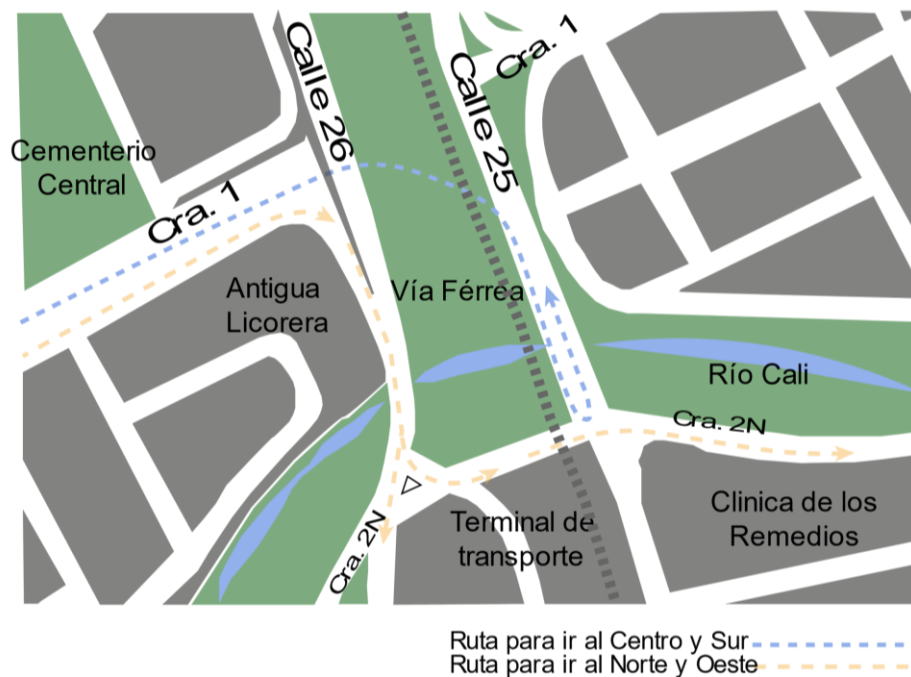 Calle 26
Calle 25
Cra. 1
Cementerio
Central
Cra. 1
Antigua
Licorera
Vía Férrea
Río Cali
Cra. 2N
Cra. 2N
Terminal de
transporte
Clinica de los
Remedios
Ruta para ir al Centro y Sur
Ruta para ir al Norte y Oeste